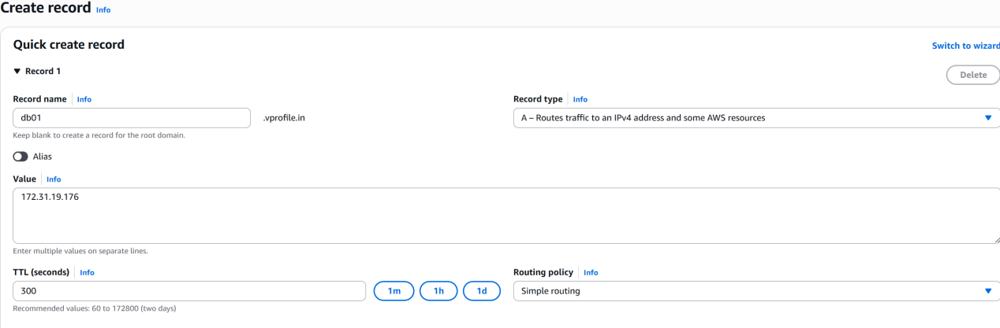 Create record Info
Quick create record
Switch to wizard
▼ Record 1
Delete
Record name Info
Record type Info
db01
.vprofile.in
A – Routes traffic to an IPv4 address and some AWS resources
Keep blank to create a record for the root domain.
Alias
Value Info
172.31.19.176
Enter multiple values on separate lines.
TTL (seconds) Info
Routing policy Info
300
1m
1h
1d
Simple routing
Recommended values: 60 to 172800 (two days)